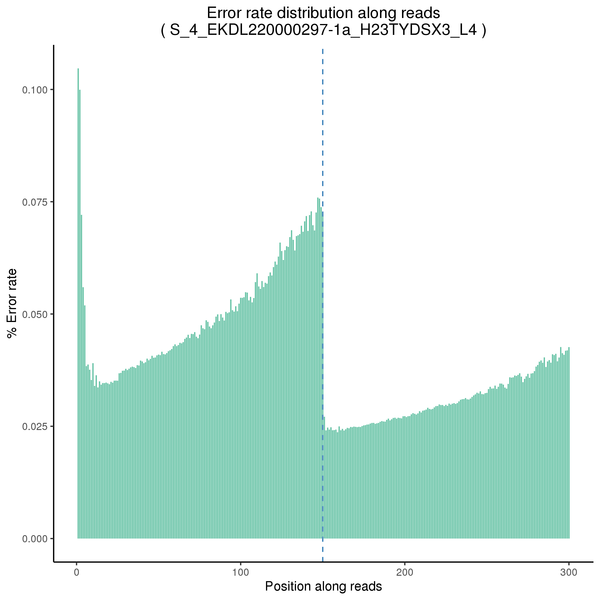 Error rate distribution along reads
( S_4_EKDL220000297-1a_H23TYDSX3_L4 )
% Error rate
0.100
0.075
0.050
0.025
0.000
0
100
200
300
Position along reads